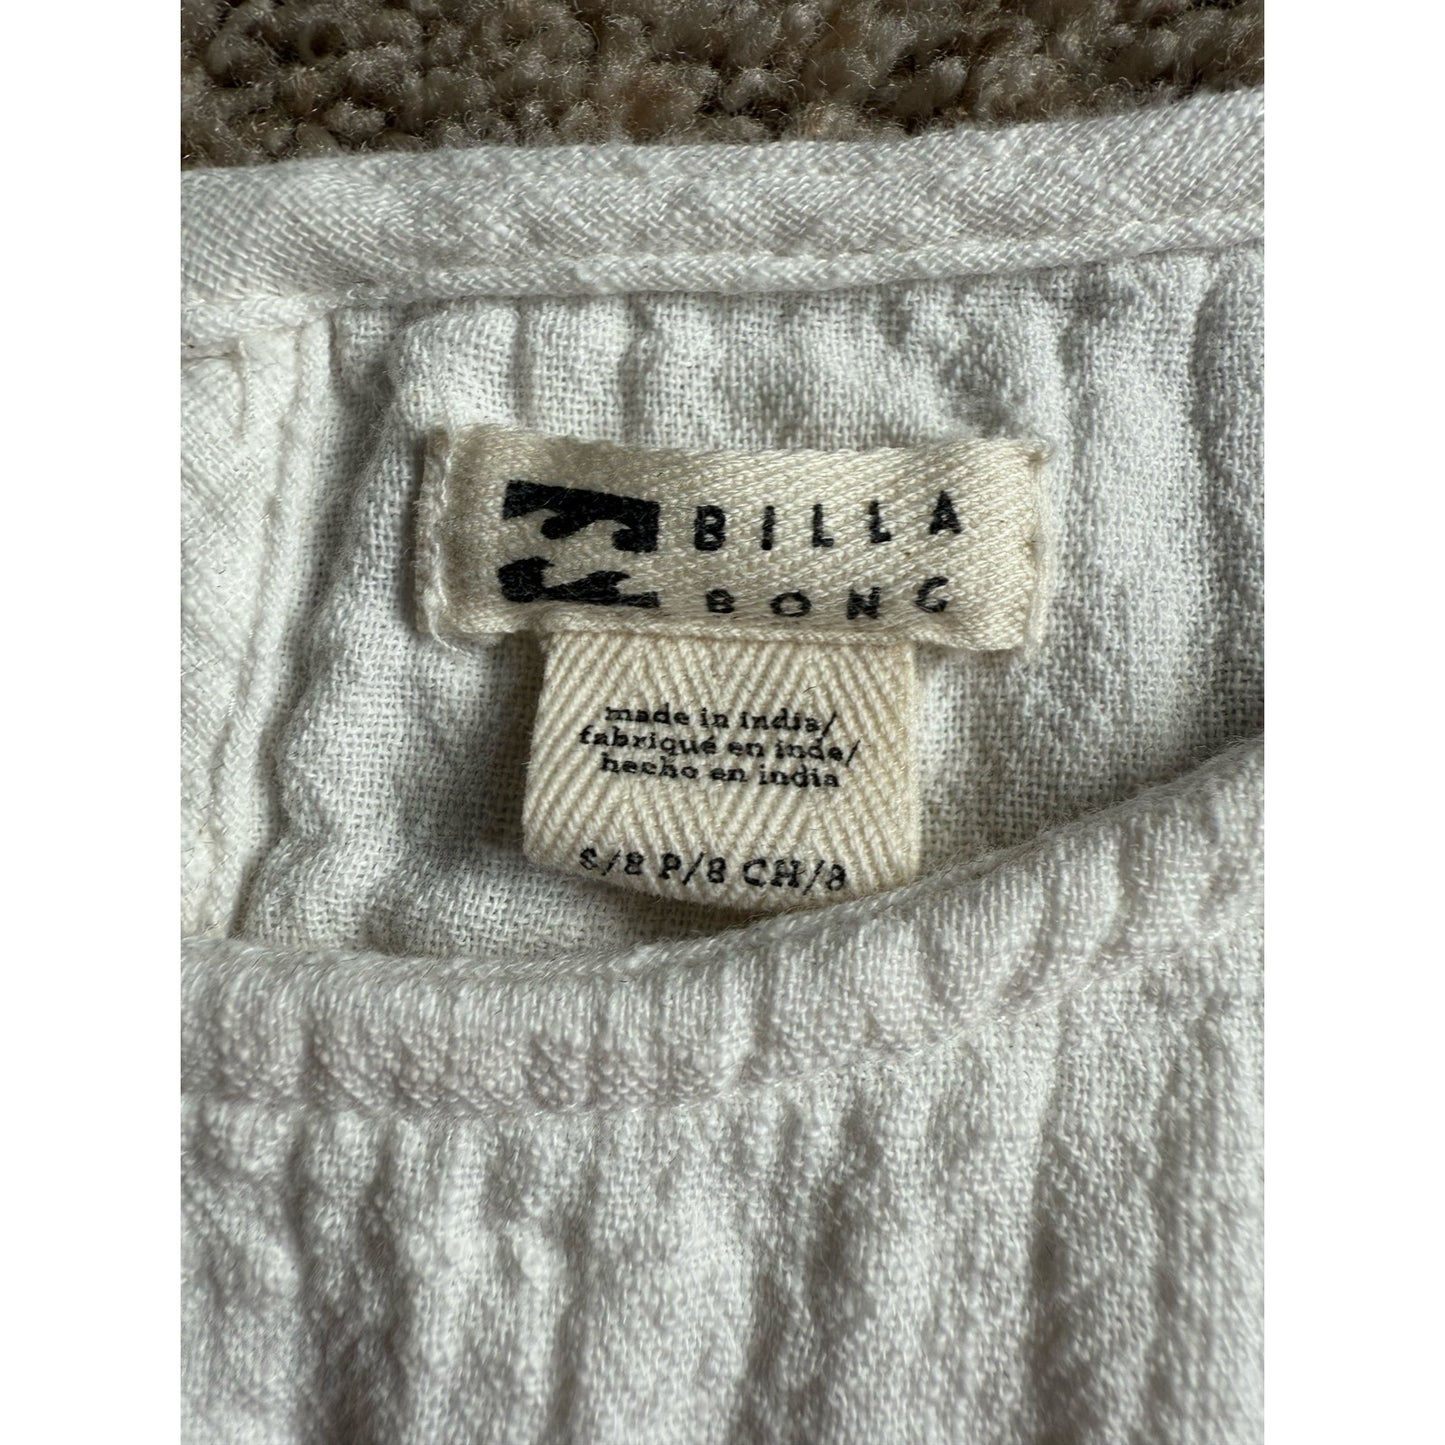 BILLA
BONG
made in india/
fabriqué en inde/
hecho en india
S/8 P/8 CH/8